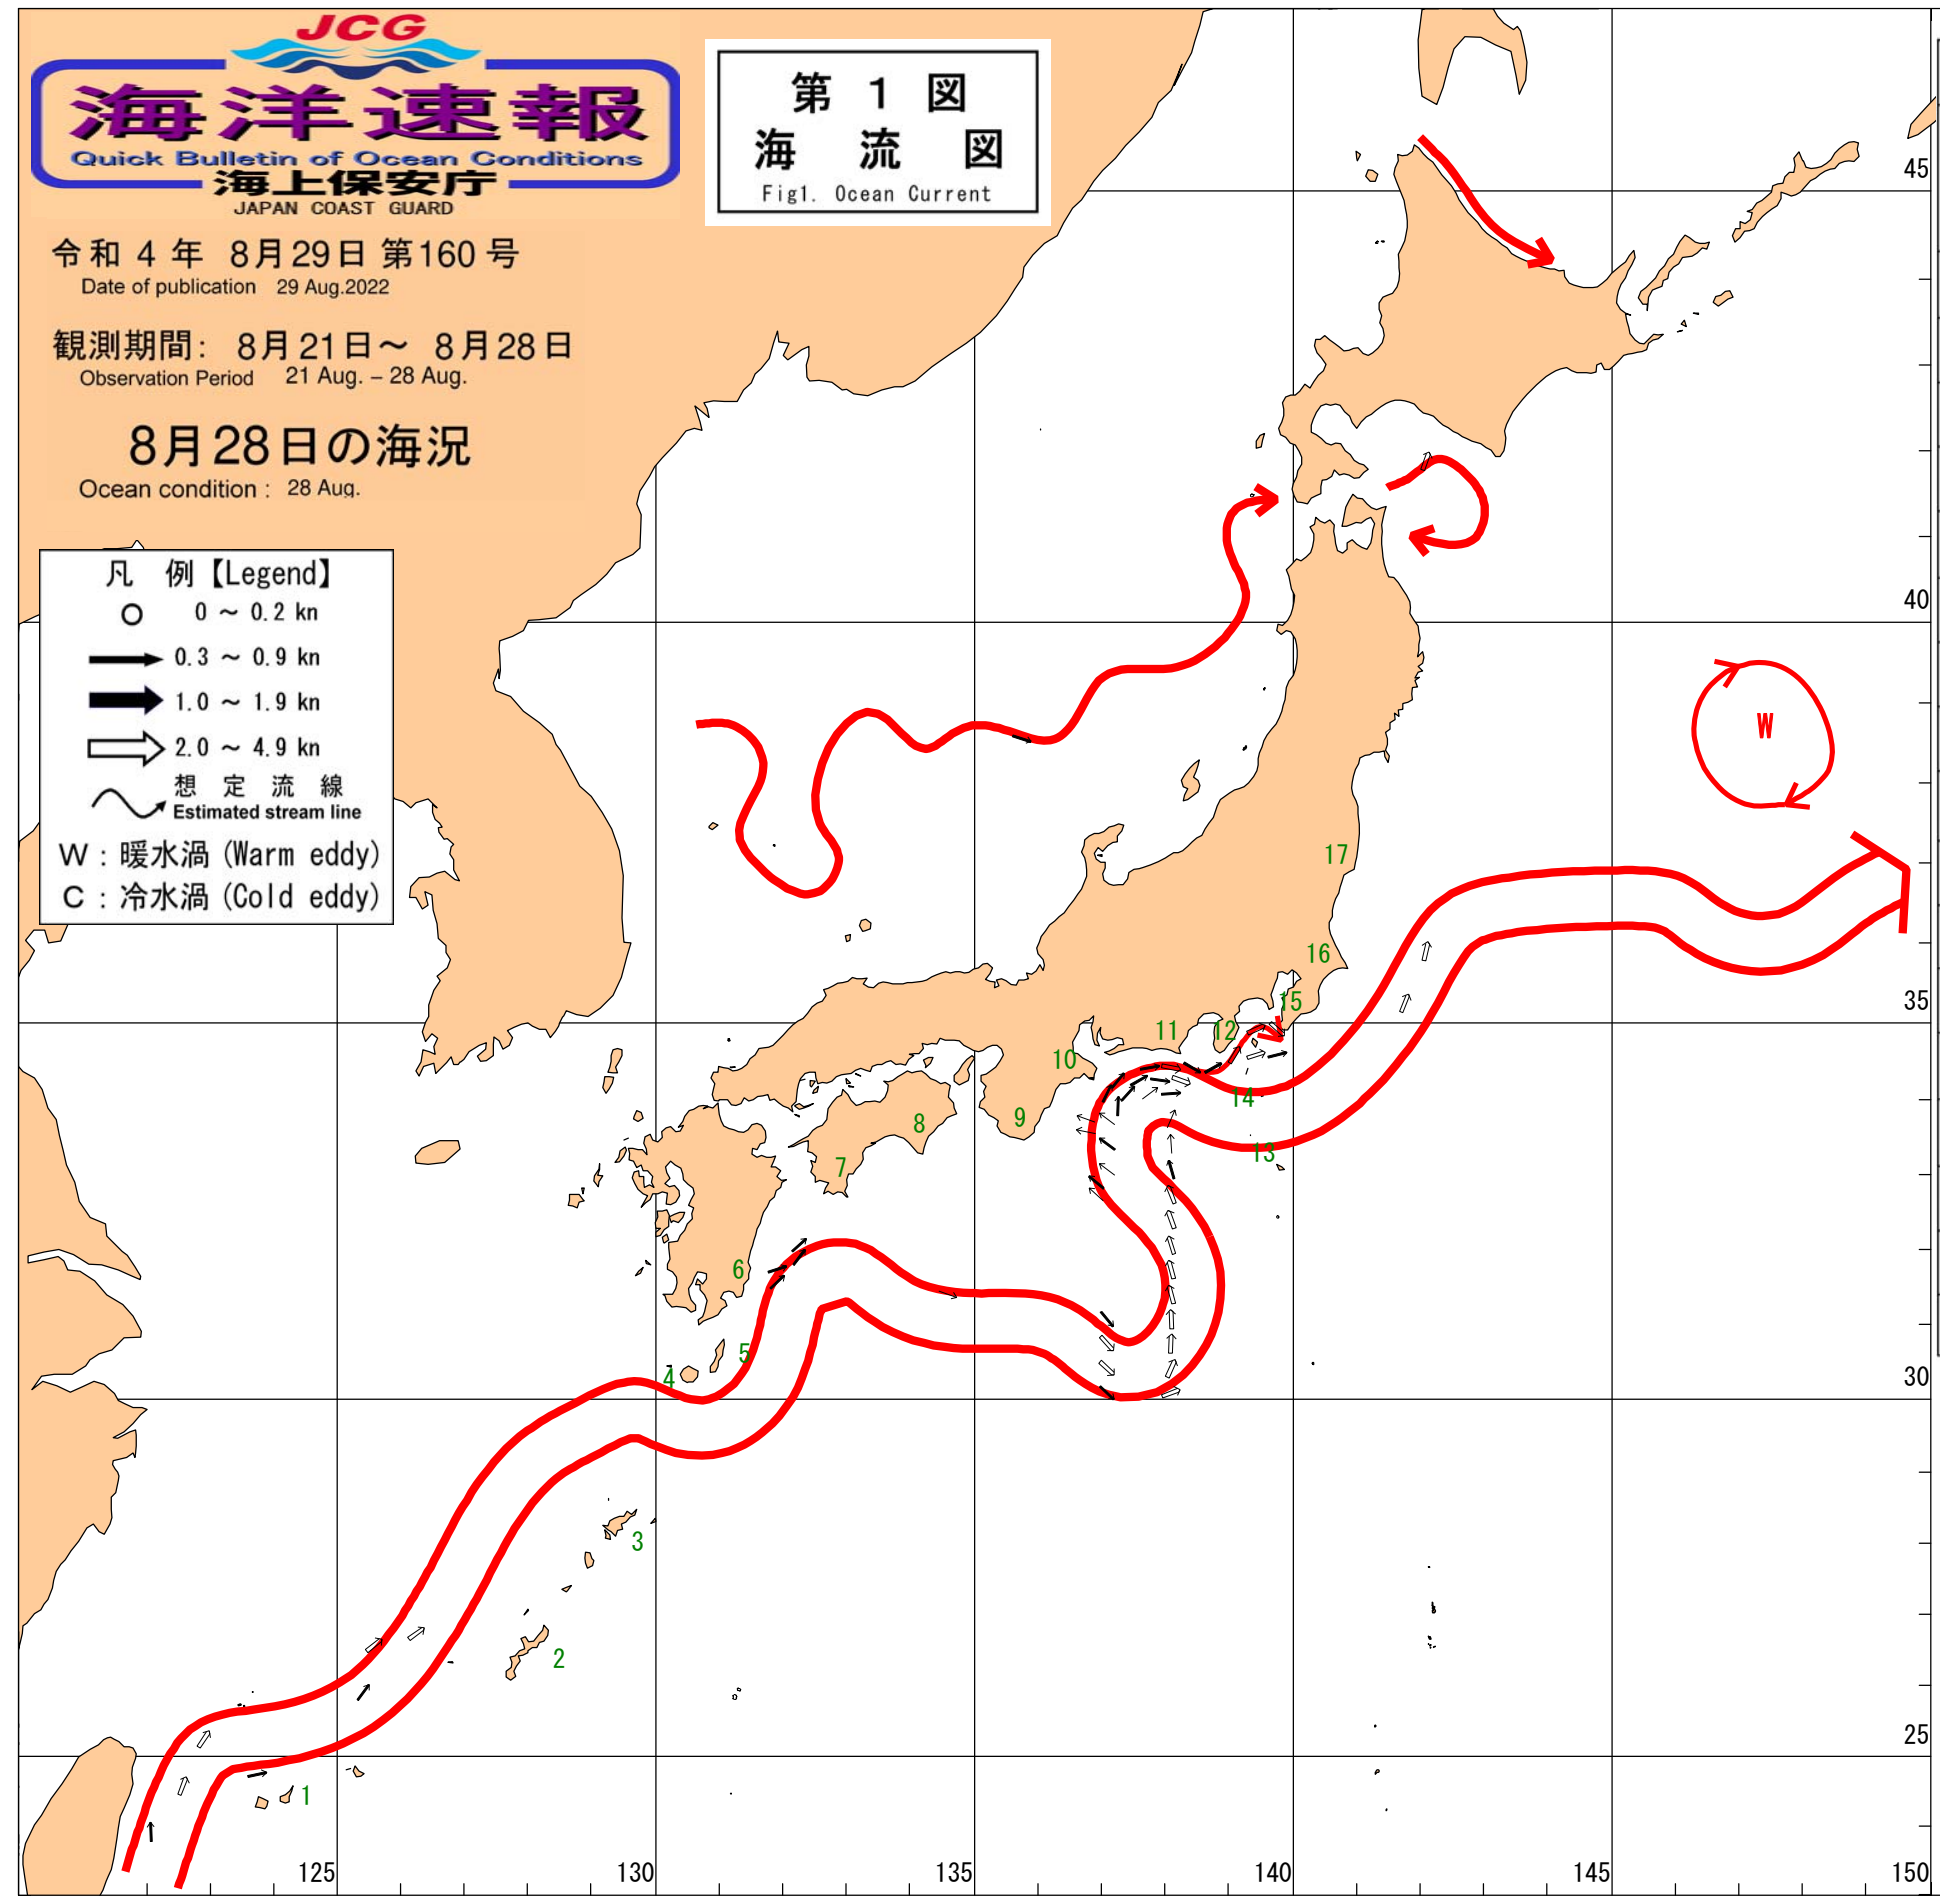 JCG
海洋速報
Quick Bulletin of Ocean Conditions
海上保安庁
JAPAN COAST GUARD
第 1 図
海 流 図
Fig1. Ocean Current
令和 4 年 8月29日 第160号
Date of publication 29 Aug.2022
観測期間: 8月21日～ 8月28日
Observation Period 21 Aug. – 28 Aug.
8月28日の海況
Ocean condition : 28 Aug.
凡 例【Legend】
0 ～ 0.2 kn
0.3 ～ 0.9 kn
1.0 ～ 1.9 kn
2.0 ～ 4.9 kn
想 定 流 線
Estimated stream line
W : 暖水渦 (Warm eddy)
C : 冷水渦 (Cold eddy)
45
40
W
17
35
16
15
14
13
12
11
10
9
8
7
6
5
4
30
3
2
25
1
125
130
135
140
145
150